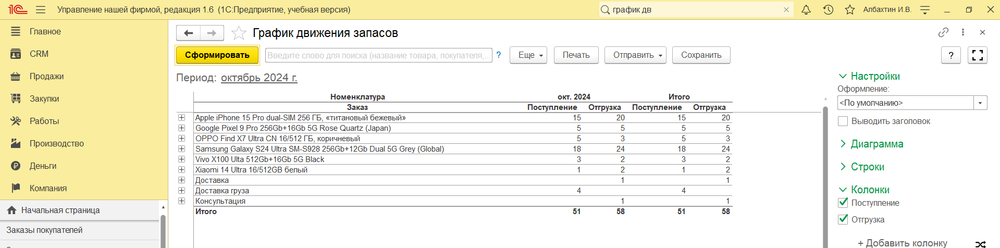 1С Управление нашей фирмой, редакция 1.6 (1С:Предприятие, учебная версия) график дв Албахтин И.В.
Главное
CRM
Продажи
Закупки
Работы
Производство
Деньги
Компания
Начальная страница
Заказы покупателей
График движения запасов
Сформировать Введите слово для поиска (название товара, покупателя,... ? Еще Печать Отправить Сохранить ?
Период: октябрь 2024 г.
Номенклатура окт. 2024 Итого
Заказ Поступление Отгрузка Поступление Отгрузка
Apple iPhone 15 Pro dual-SIM 256 ГБ, «титановый бежевый» 15 20 15 20
Google Pixel 9 Pro 256Gb+16Gb 5G Rose Quartz (Japan) 5 5 5 5
OPPO Find X7 Ultra CN 16/512 ГБ, коричневый 5 3 5 3
Samsung Galaxy S24 Ultra SM-S928 256Gb+12Gb Dual 5G Grey (Global) 18 24 18 24
Vivo X100 Ulta 512Gb+16Gb 5G Black 3 2 3 2
Xiaomi 14 Ultra 16/512GB белый 1 2 1 2
Доставка 1 1
Доставка груза 4 4
Консультация 1 1
Итого 51 58 51 58
Настройки
Оформление:
<По умолчанию>
Выводить заголовок
Диаграмма
Строки
Колонки
Поступление
Отгрузка
+ Добавить колонку